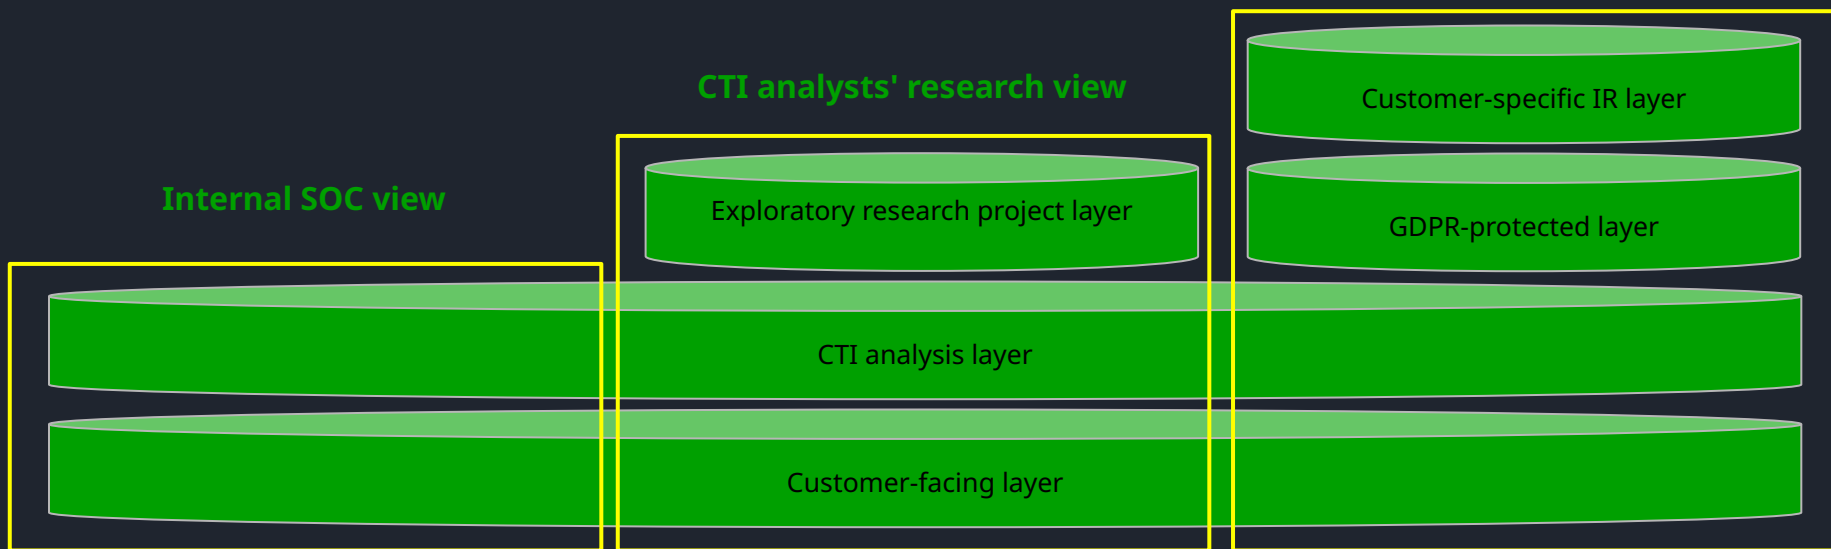 Customer-specific IR layer
CTI analysts' research view
Internal SOC view
Exploratory research project layer
GDPR-protected layer
CTI analysis layer
Customer-facing layer